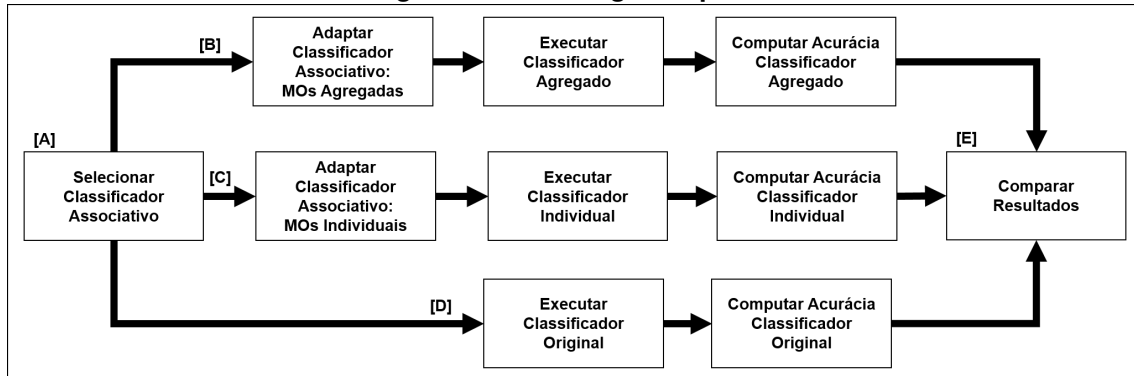 [B]
Adaptar
Classificador
Associativo:
MOs Agregadas
Executar
Classificador
Agregado
Computar Acurácia
Classificador
Agregado
[A]
Selecionar
Classificador
Associativo
[C]
Adaptar
Classificador
Associativo:
MOs Individuais
Executar
Classificador
Individual
Computar Acurácia
Classificador
Individual
[E]
Comparar
Resultados
[D]
Executar
Classificador
Original
Computar Acurácia
Classificador
Original